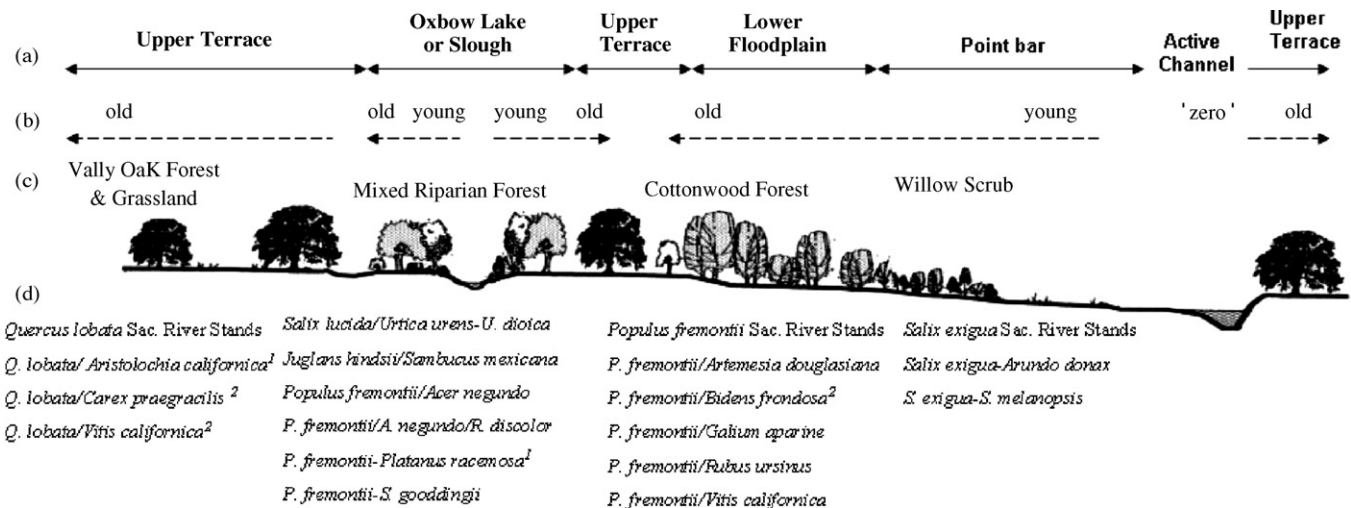 (a) Upper Terrace Oxbow Lake or Slough Upper Terrace Lower Floodplain Point bar Active Channel Upper Terrace
(b) old old young young old old young 'zero' old
(c) Vally OaK Forest & Grassland Mixed Riparian Forest Cottonwood Forest Willow Scrub
(d)
Quercus lobata Sac. River Stands
Q. lobata/ Aristolochia californica1
Q. lobata/Carex praegracilis 2
Q. lobata/Vitis californica2
Salix lucida/Urtica urens-U. dioica
Juglans hindsii/Sambucus mexicana
Populus fremontii/Acer negundo
P. fremontii/A. negundo/R. discolor
P. fremontii-Platanus racemosa1
P. fremontii-S. gooddingii
Populus fremontii Sac. River Stands
P. fremontii/Artemesia douglasiana
P. fremontii/Bidens frondosa2
P. fremontii/Galium aparine
P. fremontii/Rubus ursinus
P. fremontii/Vitis californica
Salix exigua Sac. River Stands
Salix exigua-Arundo donax
S. exigua-S. melanopsis